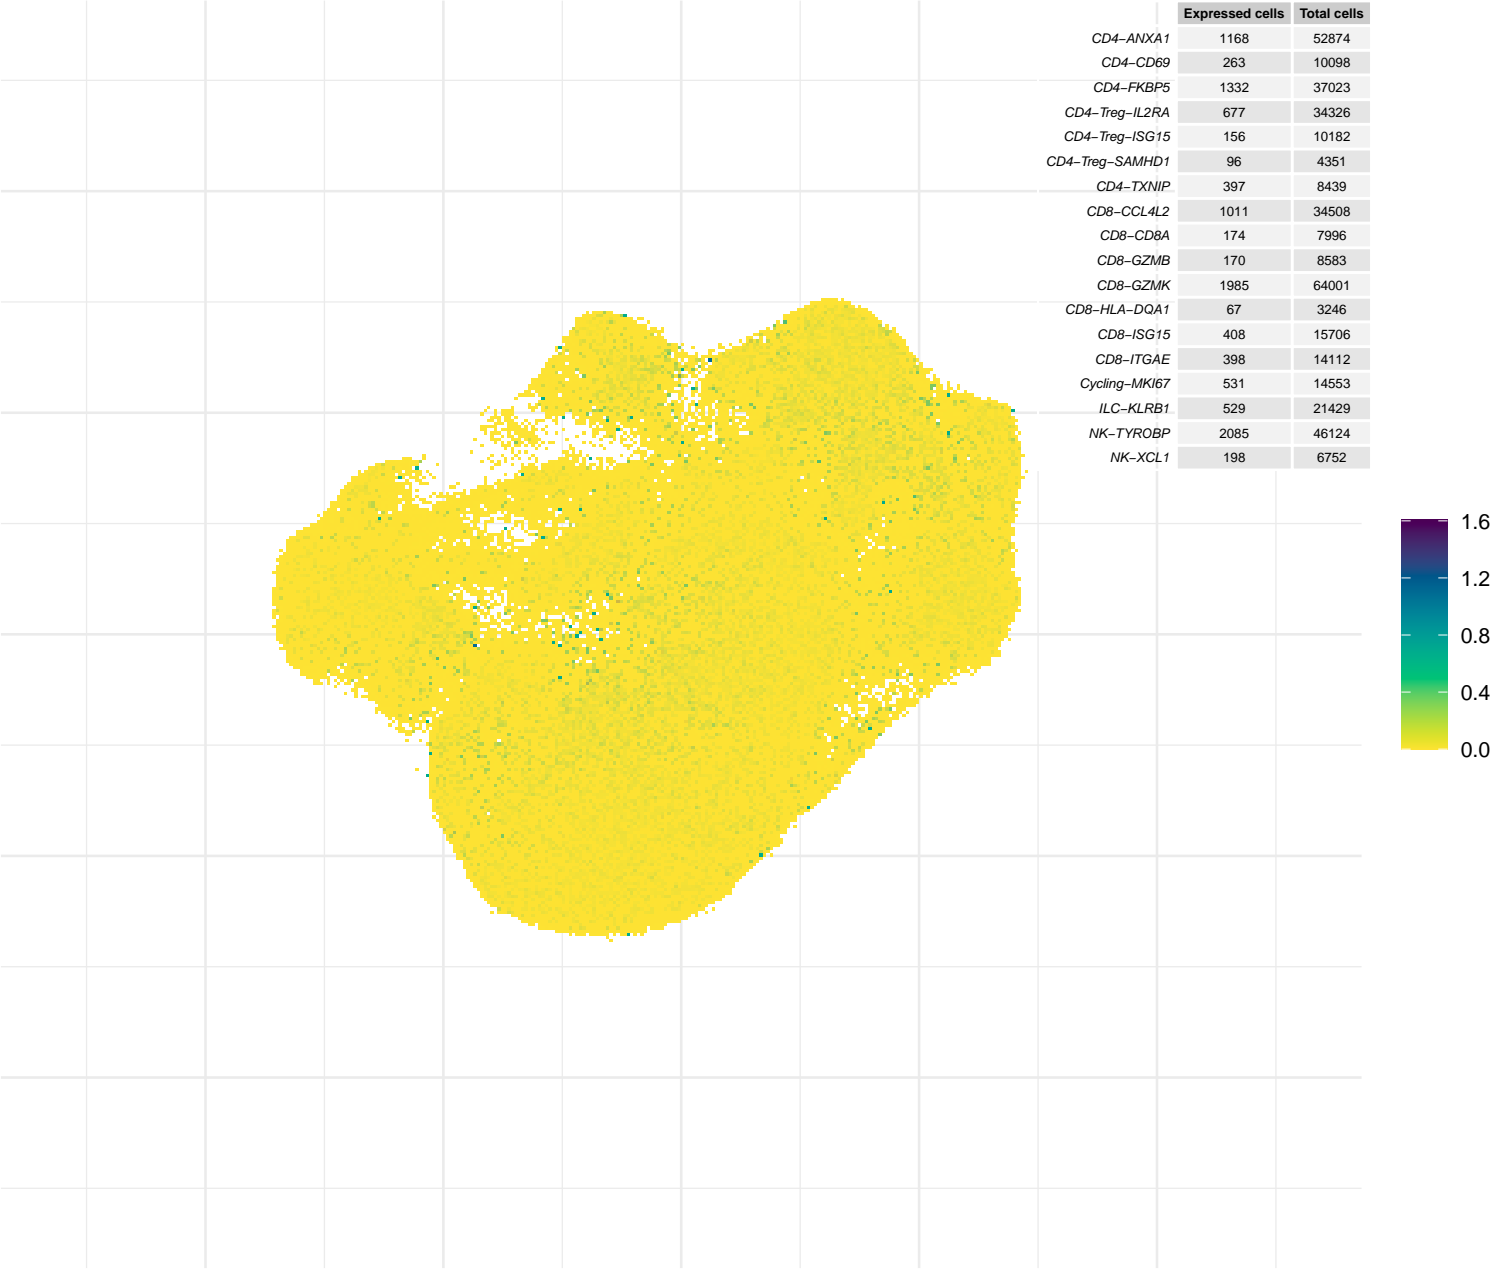 Expressed cells Total cells
CD4−ANXA1 1168 52874
CD4−CD69 263 10098
CD4−FKBP5 1332 37023
CD4−Treg−IL2RA 677 34326
CD4−Treg−ISG15 156 10182
CD4−Treg−SAMHD1 96 4351
CD4−TXNIP 397 8439
CD8−CCL4L2 1011 34508
CD8−CD8A 174 7996
CD8−GZMB 170 8583
CD8−GZMK 1985 64001
CD8−HLA−DQA1 67 3246
CD8−ISG15 408 15706
CD8−ITGAE 398 14112
Cycling−MKI67 531 14553
ILC−KLRB1 529 21429
NK−TYROBP 2085 46124
NK−XCL1 198 6752
1.6
1.2
0.8
0.4
0.0